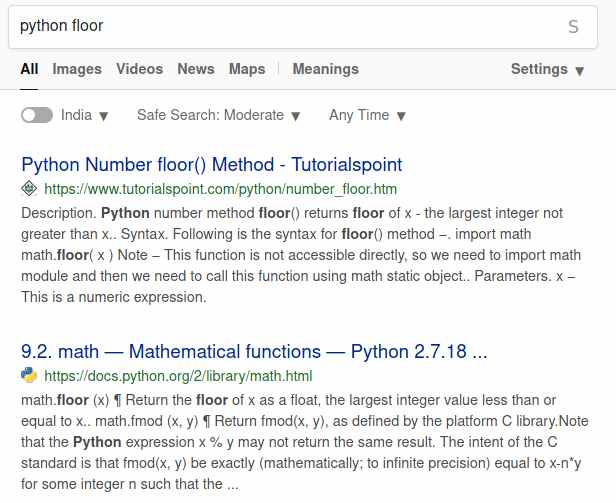 python floor
S
All Images Videos News Maps Meanings Settings ▼
India ▼ Safe Search: Moderate ▼ Any Time ▼
Python Number floor() Method - Tutorialspoint
https://www.tutorialspoint.com/python/number_floor.htm
Description. Python number method floor() returns floor of x - the largest integer not
greater than x.. Syntax. Following is the syntax for floor() method −. import math
math.floor( x ) Note − This function is not accessible directly, so we need to import math
module and then we need to call this function using math static object.. Parameters. x −
This is a numeric expression.
9.2. math — Mathematical functions — Python 2.7.18 ...
https://docs.python.org/2/library/math.html
math.floor (x) ¶ Return the floor of x as a float, the largest integer value less than or
equal to x.. math.fmod (x, y) ¶ Return fmod(x, y), as defined by the platform C library.Note
that the Python expression x % y may not return the same result. The intent of the C
standard is that fmod(x, y) be exactly (mathematically; to infinite precision) equal to x-n*y
for some integer n such that the ...